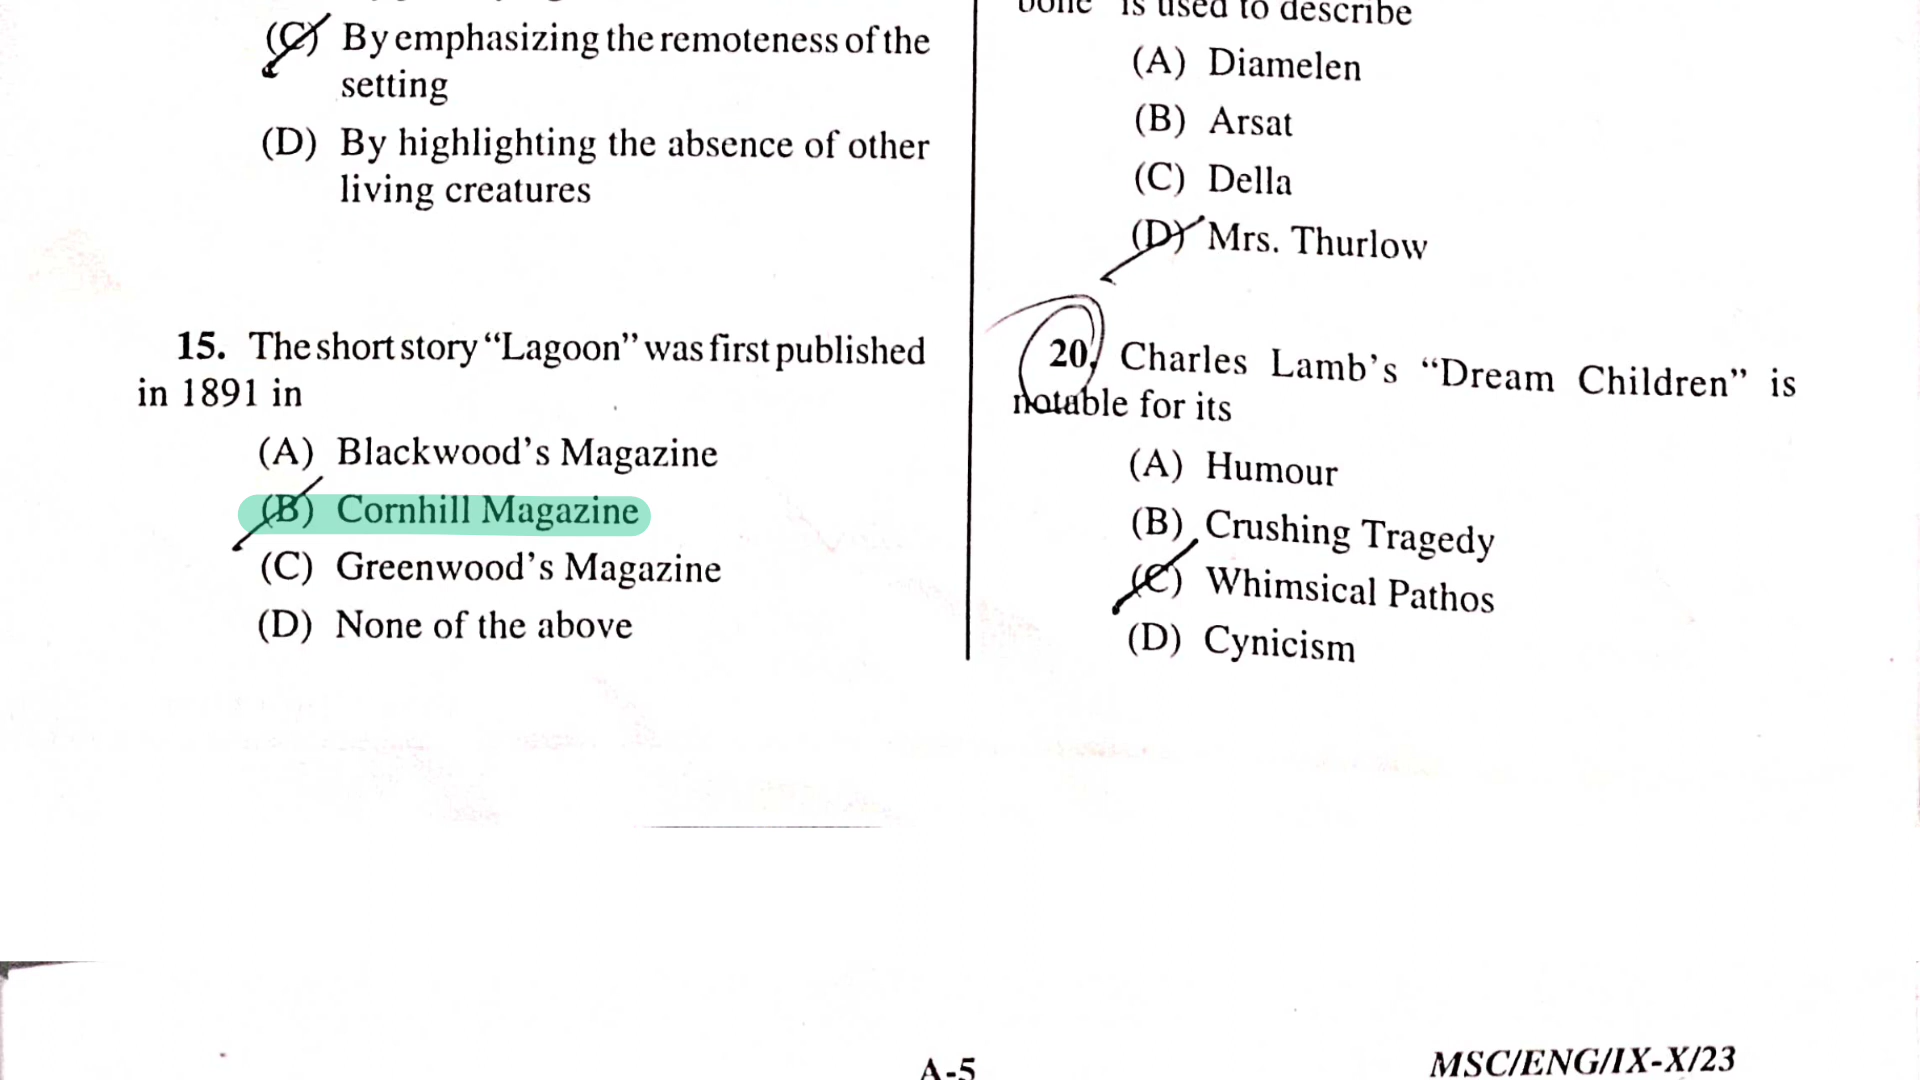 (C) By emphasizing the remoteness of the
setting
(D) By highlighting the absence of other
living creatures
15. The short story “Lagoon” was first published
in 1891 in
(A) Blackwood’s Magazine
(B) Cornhill Magazine
(C) Greenwood’s Magazine
(D) None of the above
is used to describe
(A) Diamelen
(B) Arsat
(C) Della
(D) Mrs. Thurlow
20. Charles Lamb’s “Dream Children” is
notable for its
(A) Humour
(B) Crushing Tragedy
(C) Whimsical Pathos
(D) Cynicism
A-5
MSC/ENG/IX-X/23